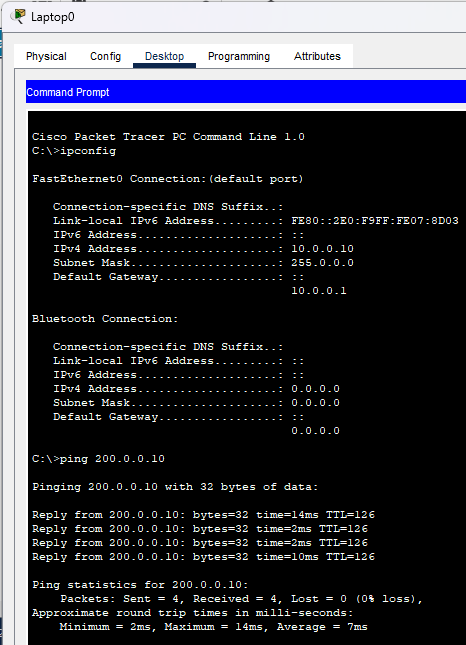 Laptop0
Physical Config Desktop Programming Attributes
Command Prompt
Cisco Packet Tracer PC Command Line 1.0
C:\>ipconfig
FastEthernet0 Connection:(default port)
Connection-specific DNS Suffix..:
Link-local IPv6 Address.........: FE80::2E0:F9FF:FE07:8D03
IPv6 Address....................: ::
IPv4 Address....................: 10.0.0.10
Subnet Mask.....................: 255.0.0.0
Default Gateway.................: ::
10.0.0.1
Bluetooth Connection:
Connection-specific DNS Suffix..:
Link-local IPv6 Address.........: ::
IPv6 Address....................: ::
IPv4 Address....................: 0.0.0.0
Subnet Mask.....................: 0.0.0.0
Default Gateway.................: ::
0.0.0.0
C:\>ping 200.0.0.10
Pinging 200.0.0.10 with 32 bytes of data:
Reply from 200.0.0.10: bytes=32 time=14ms TTL=126
Reply from 200.0.0.10: bytes=32 time=2ms TTL=126
Reply from 200.0.0.10: bytes=32 time=2ms TTL=126
Reply from 200.0.0.10: bytes=32 time=10ms TTL=126
Ping statistics for 200.0.0.10:
Packets: Sent = 4, Received = 4, Lost = 0 (0% loss),
Approximate round trip times in milli-seconds:
Minimum = 2ms, Maximum = 14ms, Average = 7ms